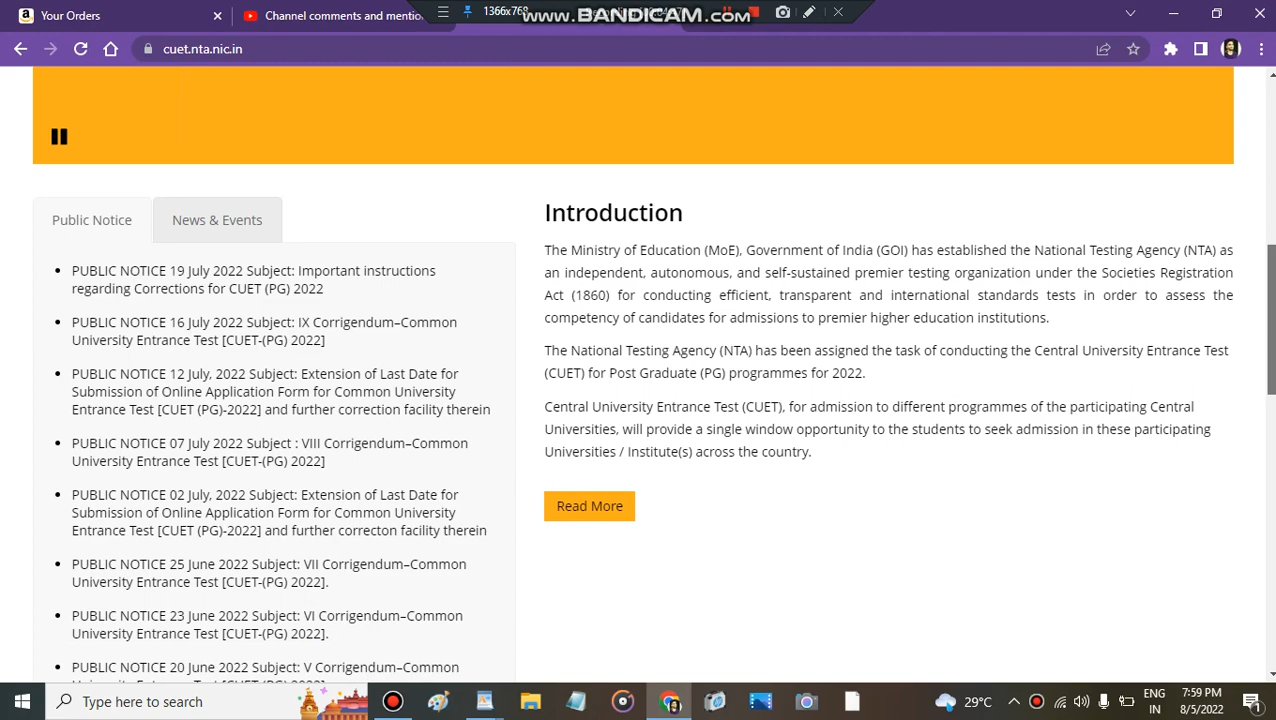 Your Orders
Channel comments and mentio
1366x768
www.BANDICAM.com
cuet.nta.nic.in
Public Notice
News & Events
PUBLIC NOTICE 19 July 2022 Subject: Important instructions
regarding Corrections for CUET (PG) 2022
PUBLIC NOTICE 16 July 2022 Subject: IX Corrigendum–Common
University Entrance Test [CUET-(PG) 2022]
PUBLIC NOTICE 12 July, 2022 Subject: Extension of Last Date for
Submission of Online Application Form for Common University
Entrance Test [CUET (PG)-2022] and further correction facility therein
PUBLIC NOTICE 07 July 2022 Subject : VIII Corrigendum–Common
University Entrance Test [CUET-(PG) 2022]
PUBLIC NOTICE 02 July, 2022 Subject: Extension of Last Date for
Submission of Online Application Form for Common University
Entrance Test [CUET (PG)-2022] and further correcton facility therein
PUBLIC NOTICE 25 June 2022 Subject: VII Corrigendum–Common
University Entrance Test [CUET-(PG) 2022].
PUBLIC NOTICE 23 June 2022 Subject: VI Corrigendum–Common
University Entrance Test [CUET-(PG) 2022].
PUBLIC NOTICE 20 June 2022 Subject: V Corrigendum–Common
Introduction
The Ministry of Education (MoE), Government of India (GOI) has established the National Testing Agency (NTA) as
an independent, autonomous, and self-sustained premier testing organization under the Societies Registration
Act (1860) for conducting efficient, transparent and international standards tests in order to assess the
competency of candidates for admissions to premier higher education institutions.
The National Testing Agency (NTA) has been assigned the task of conducting the Central University Entrance Test
(CUET) for Post Graduate (PG) programmes for 2022.
Central University Entrance Test (CUET), for admission to different programmes of the participating Central
Universities, will provide a single window opportunity to the students to seek admission in these participating
Universities / Institute(s) across the country.
Read More
Type here to search
29°C
ENG
IN
7:59 PM
8/5/2022
1